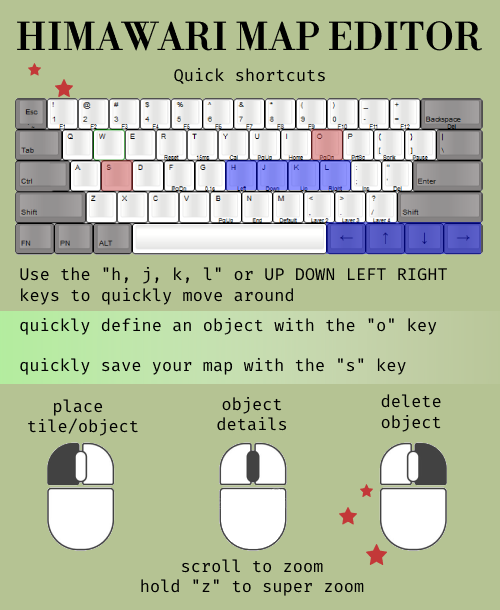 HIMAWARI MAP EDITOR
Quick shortcuts
Esc ! 1 F1 @ 2 F2 # 3 F3 $ 4 F4 % 5 F5 ^ 6 F6 & 7 F7 * 8 F8 ( 9 F9 ) 0 F10 _ - F11 + = F12 Backspace Del
Tab Q W E R Reset T 15ms Y Cal U PgUp I Home O PgDn P PrtSc { [ Scrlk } ] Pause | \
Ctrl A S D F PgDn G 0.1s H Left J Down K Up L Right : ; Ins " ' Del Enter
Shift Z X C V B PgUp N End M Default < , Layer 2 > . Layer 3 ? / Layer 4 Shift
FN PN ALT ← ↑ ↓ →
Use the "h, j, k, l" or UP DOWN LEFT RIGHT
keys to quickly move around
quickly define an object with the "o" key
quickly save your map with the "s" key
place
tile/object
object
details
delete
object
scroll to zoom
hold "z" to super zoom